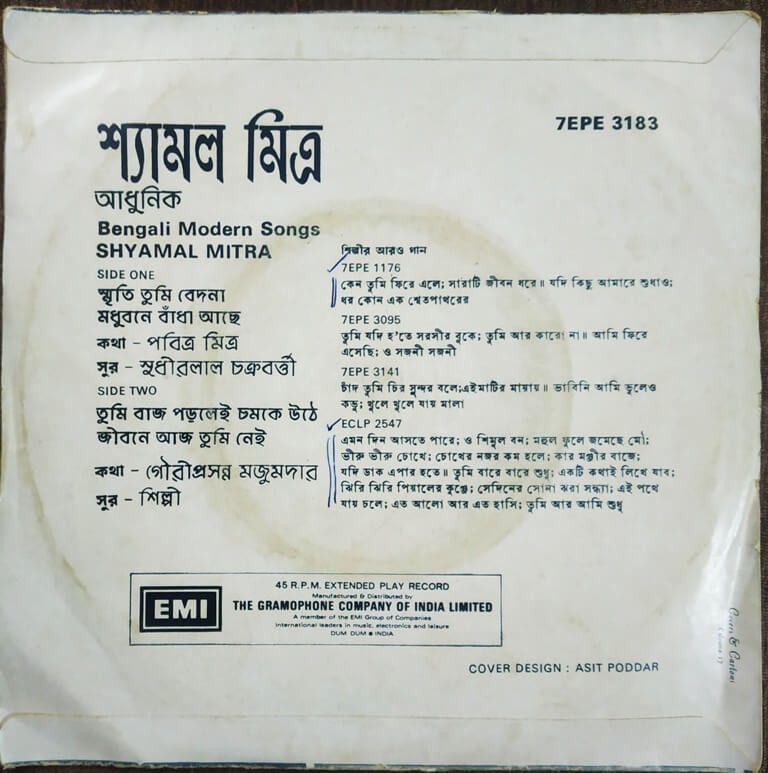 শ্যামল মিত্র
7EPE 3183
আধুনিক
Bengali Modern Songs
SHYAMAL MITRA
SIDE ONE
স্মৃতি তুমি বেদনা
মধুবনে বাঁধা আছে
কথা – পবিত্র মিত্র
সুর – সুধীরলাল চক্রবর্ত্তী
SIDE TWO
তুমি বাজ পড়লেই চমকে উঠে
জীবনে আজ তুমি নেই
কথা – গৌরীপ্রসন্ন মজুমদার
সুর – শিল্পী
শিল্পীর আরও গান
7EPE 1176
কেন তুমি ফিরে এলে; সারাটি জীবন ধরে॥ যদি কিছু আমারে শুধাও;
ধর কোন এক শ্বেতপাথরের
7EPE 3095
তুমি যদি হ'তে সরসীর বুকে; তুমি আর কারো না॥ আমি ফিরে
এসেছি; ও সজনী সজনী
7EPE 3141
চাঁদ তুমি চির সুন্দর বলে;এইমাটির মায়ায়॥ ভাবিনি আমি ভুলেও
কভু; খুলে খুলে যায় মালা
ECLP 2547
এমন দিন আসতে পারে; ও শিমুল বন; মহুল ফুলে জমেছে মৌ;
ভীরু ভীরু চোখে; চোখের নজর কম হলে; কার মঞ্জীর বাজে;
যদি ডাক এপার হতে॥ তুমি বারে বারে শুধু; একটি কথাই লিখে যাব;
ঝিরি ঝিরি পিয়ালের কুঞ্জে; সেদিনের সোনা ঝরা সন্ধ্যা; এই পথে
যায় চলে; এত আলো আর এত হাসি; তুমি আর আমি শুধু
EMI
45 R.P.M. EXTENDED PLAY RECORD
Manufactured & Distributed by
THE GRAMOPHONE COMPANY OF INDIA LIMITED
A member of the EMI Group of Companies
International leaders in music, electronics and leisure
DUM DUM ● INDIA
COVER DESIGN : ASIT PODDAR